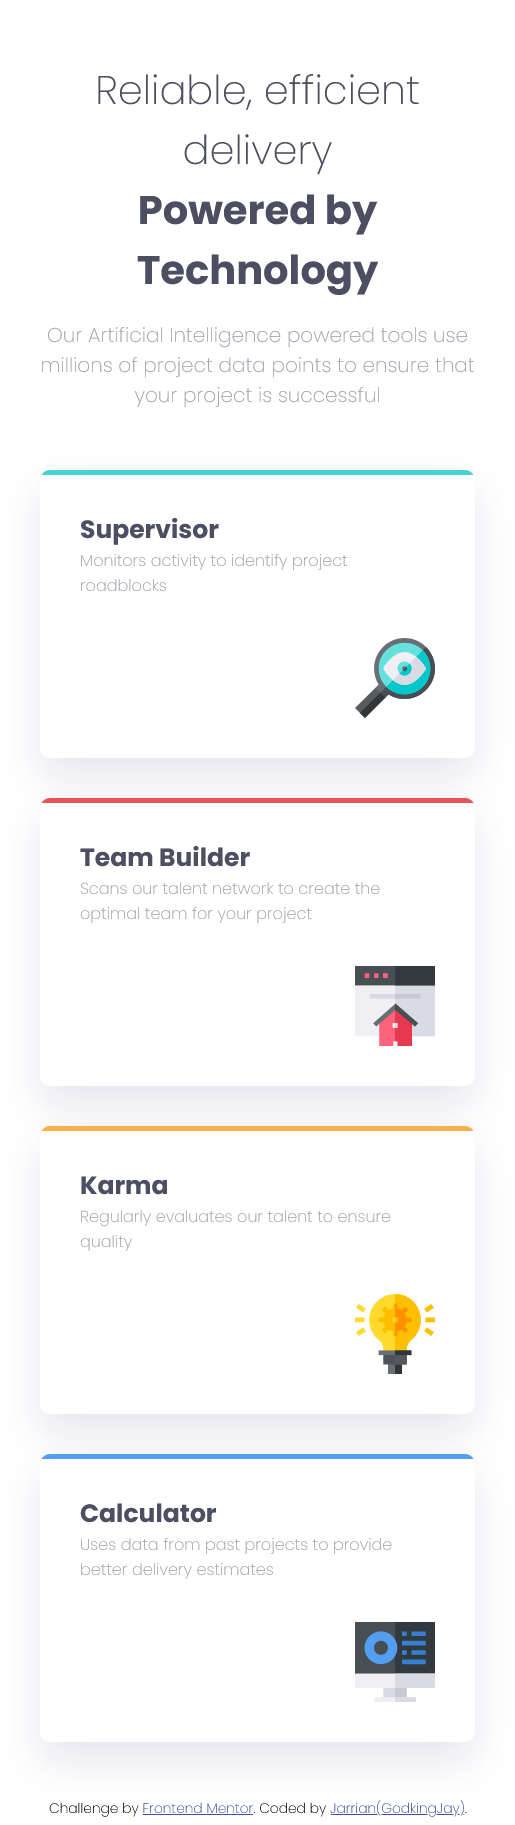 Reliable, efficient
delivery
Powered by
Technology
Our Artificial Intelligence powered tools use
millions of project data points to ensure that
your project is successful
Supervisor
Monitors activity to identify project
roadblocks
Team Builder
Scans our talent network to create the
optimal team for your project
Karma
Regularly evaluates our talent to ensure
quality
Calculator
Uses data from past projects to provide
better delivery estimates
Challenge by Frontend Mentor. Coded by Jarrian(GodkingJay).